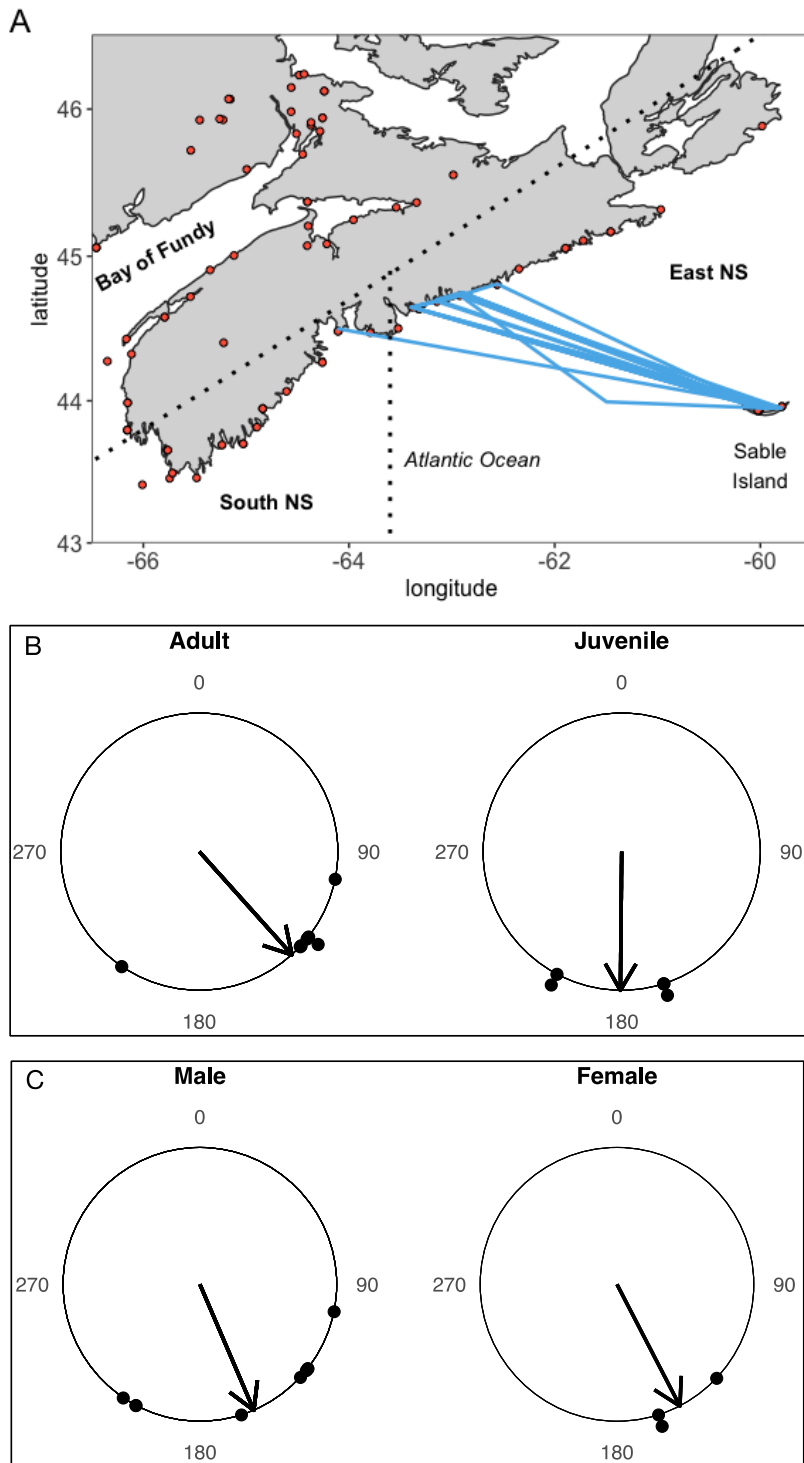 A
46
45
44
43
latitude
Bay of Fundy
East NS
Atlantic Ocean
Sable
Island
South NS
-66
-64
-62
-60
longitude
B
Adult
Juvenile
0
0
270
90
270
90
180
180
C
Male
Female
0
0
270
90
270
90
180
180